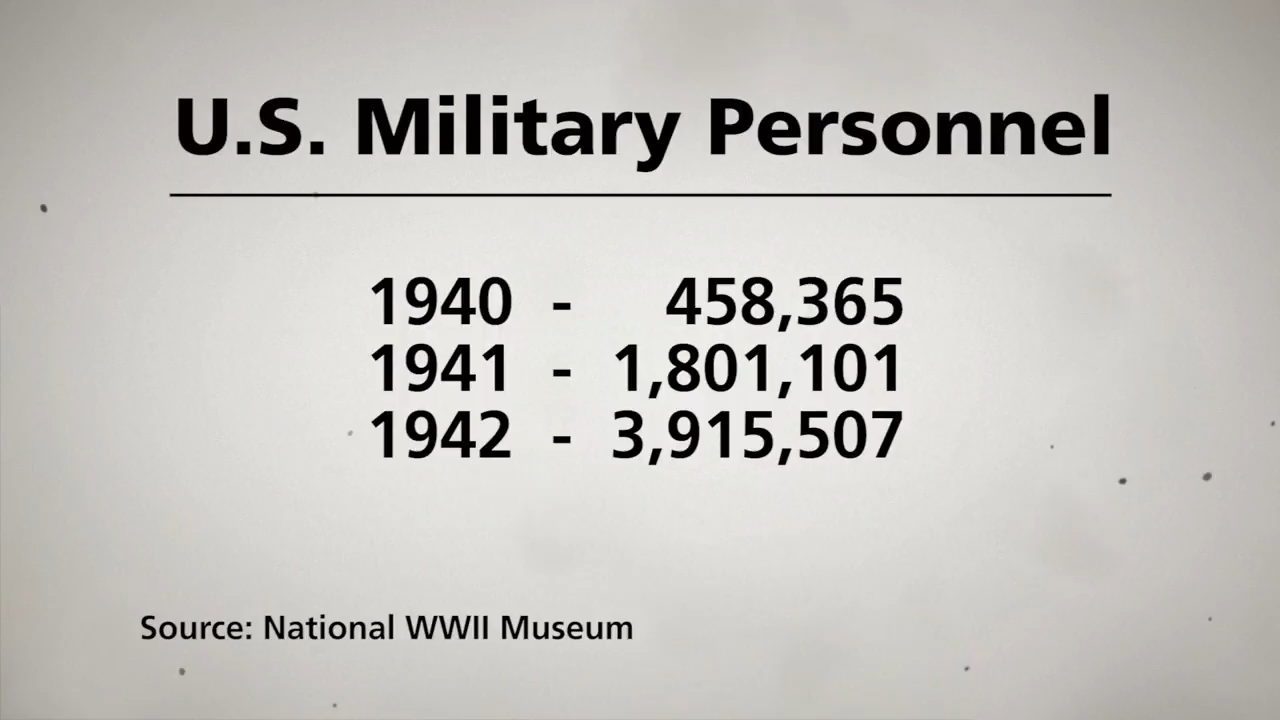 U.S. Military Personnel
1940 - 458,365
1941 - 1,801,101
1942 - 3,915,507
Source: National WWII Museum